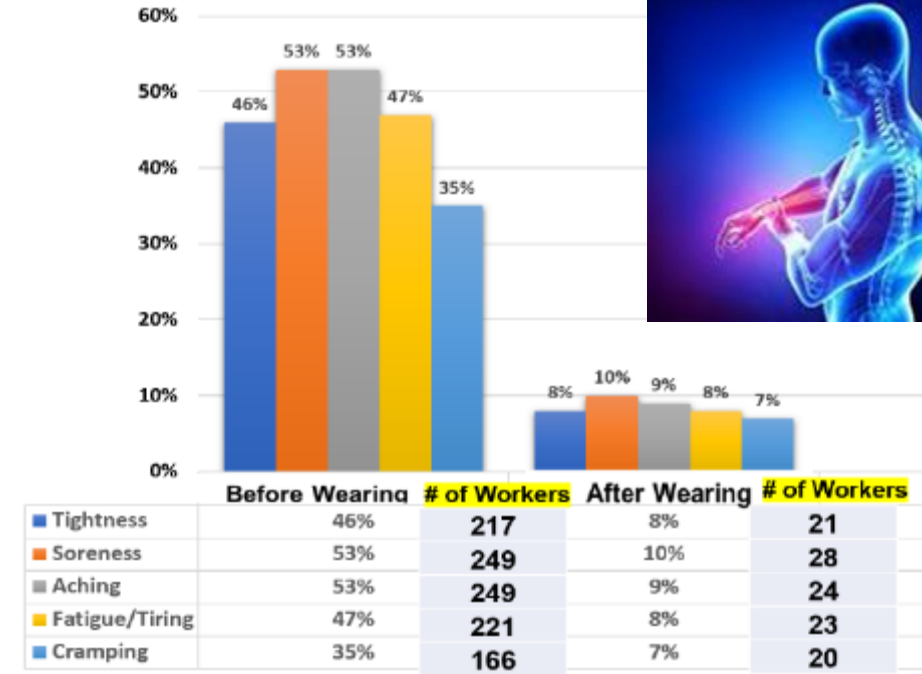 60%
53% 53%
50%
46%
47%
40%
35%
30%
20%
10%
8% 10% 9% 8% 7%
0%
Before Wearing # of Workers After Wearing # of Workers
Tightness 46% 217 8% 21
Soreness 53% 249 10% 28
Aching 53% 249 9% 24
Fatigue/Tiring 47% 221 8% 23
Cramping 35% 166 7% 20